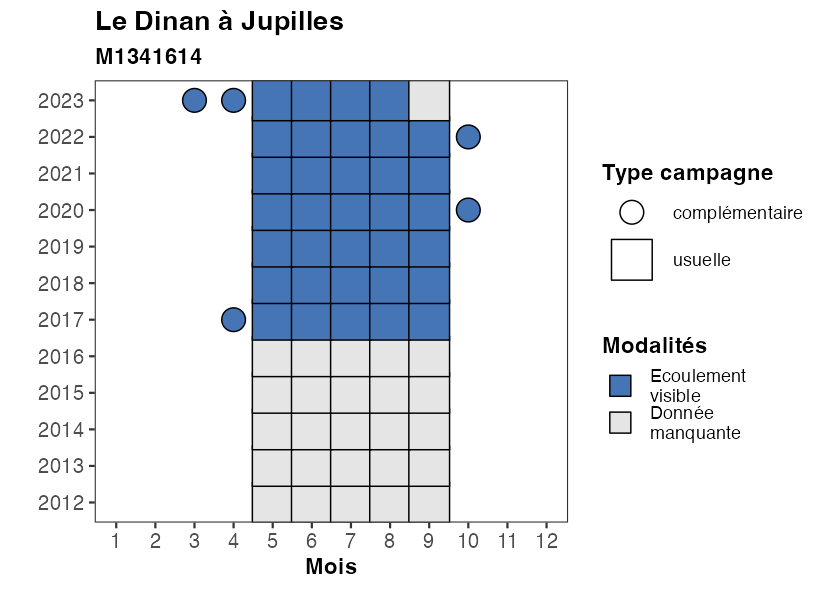 Le Dinan à Jupilles
M1341614
2023
2022
2021
2020
2019
2018
2017
2016
2015
2014
2013
2012
1 2 3 4 5 6 7 8 9 10 11 12
Mois
Type campagne
complémentaire
usuelle
Modalités
Ecoulement
visible
Donnée
manquante